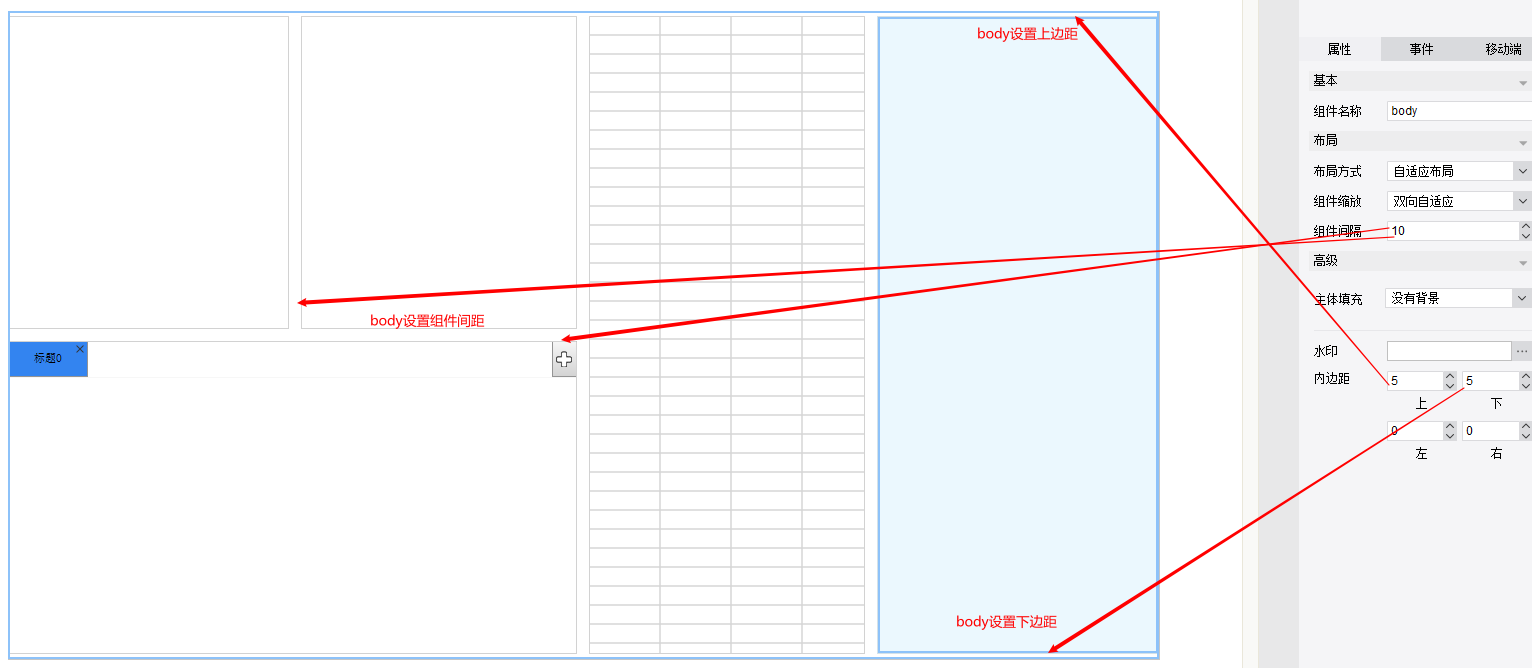 body设置上边距
body设置组件间距
标题0
body设置下边距
属性
事件
移动端
基本
组件名称
body
布局
布局方式
自适应布局
组件缩放
双向自适应
组件间隔
10
高级
主体填充
没有背景
水印
...
内边距
5
5
上
下
0
0
左
右